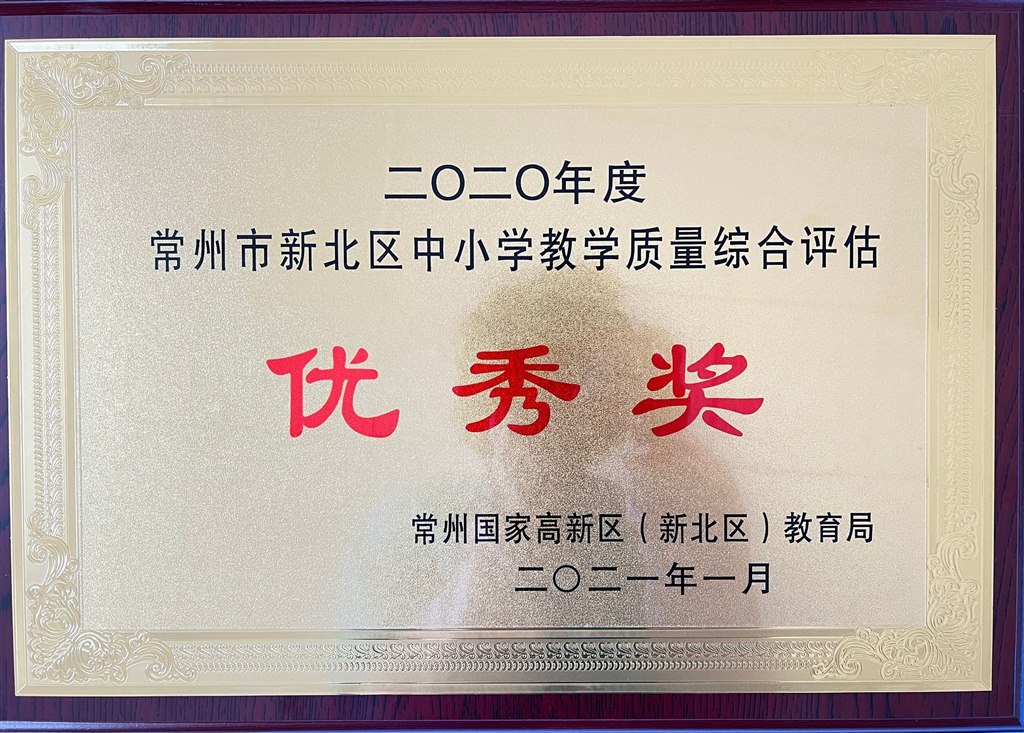 二〇二〇年度
常州市新北区中小学教学质量综合评估
优秀奖
常州国家高新区（新北区）教育局
二〇二一年一月